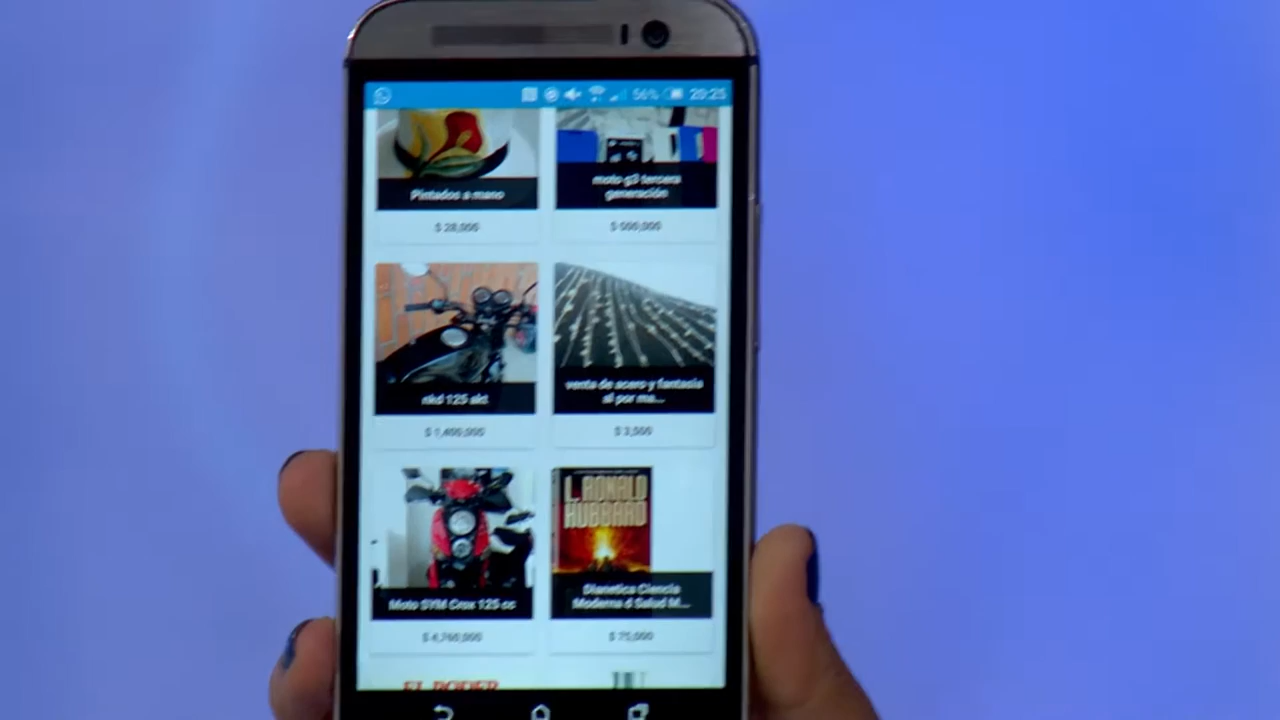 56% 20:25
Pintados a mano
$ 28,000
moto g3 tercera
generación
$ 500,000
nkd 125 akt
$ 1,400,000
venta de acero y fantasia
al por ma...
$ 3,500
Moto SYM Crox 125 cc
$ 4,760,000
L. RONALD
HUBBARD
Dianetica Ciencia
Moderna d Salud M...
$ 75,000
EL PODER